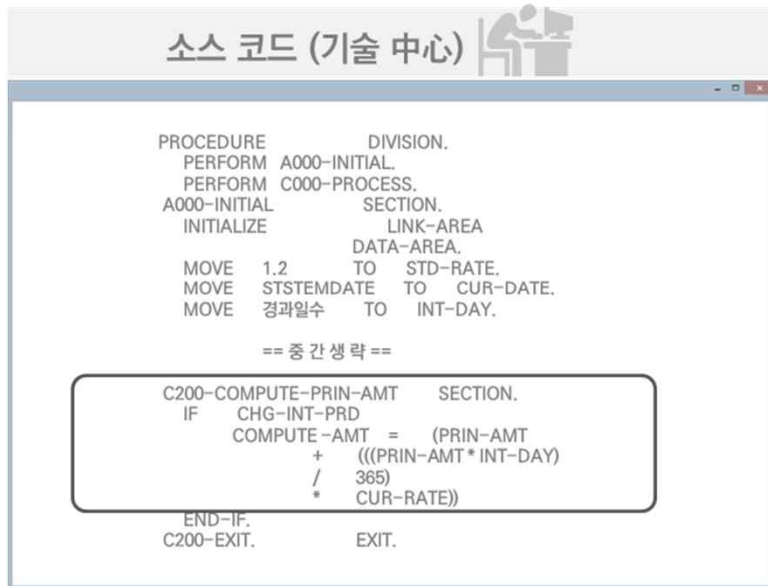 소스 코드 (기술 中心)
PROCEDURE DIVISION.
PERFORM A000-INITIAL.
PERFORM C000-PROCESS.
A000-INITIAL SECTION.
INITIALIZE LINK-AREA
DATA-AREA.
MOVE 1.2 TO STD-RATE.
MOVE STSTEMDATE TO CUR-DATE.
MOVE 경과일수 TO INT-DAY.
== 중 간 생 략 ==
C200-COMPUTE-PRIN-AMT SECTION.
IF CHG-INT-PRD
COMPUTE-AMT = (PRIN-AMT
+ (((PRIN-AMT * INT-DAY)
/ 365)
* CUR-RATE))
END-IF.
C200-EXIT. EXIT.